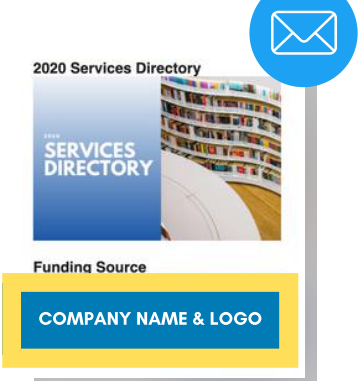 2020 Services Directory
2020
SERVICES
DIRECTORY
Funding Source
COMPANY NAME & LOGO